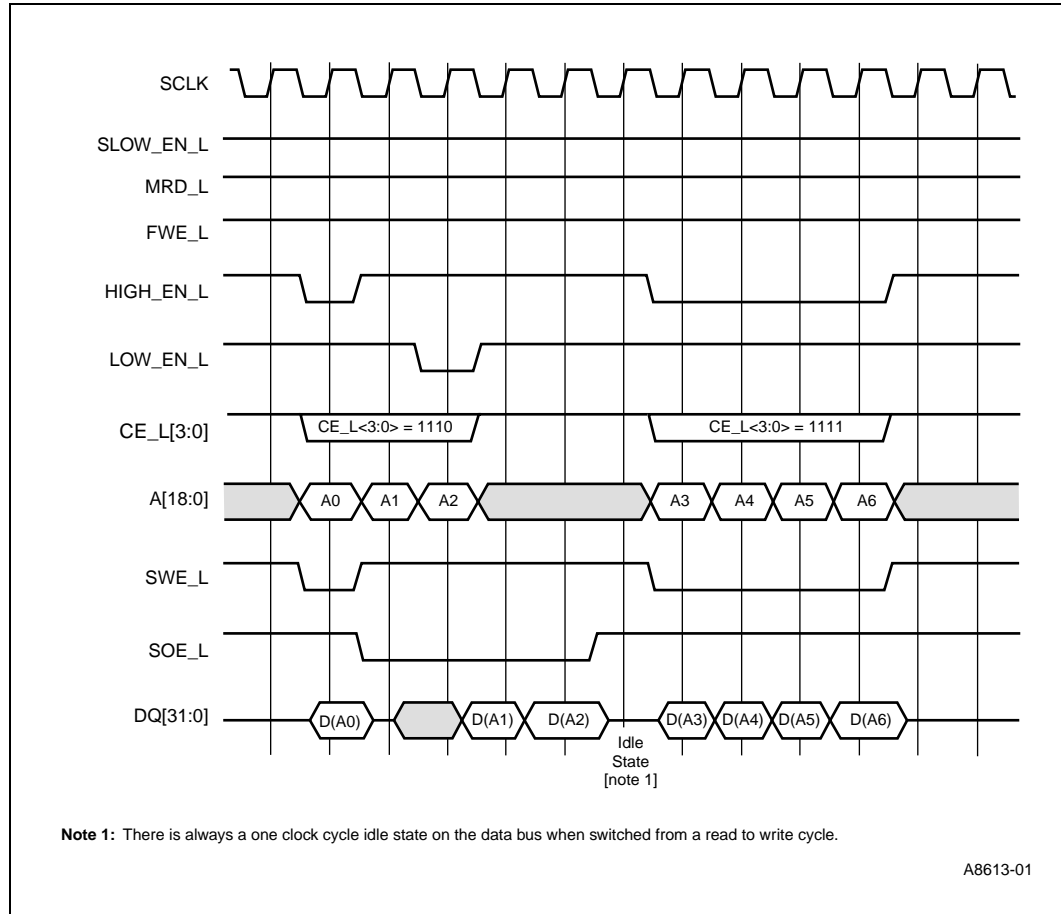 SCLK
SLOW_EN_L
MRD_L
FWE_L
HIGH_EN_L
LOW_EN_L
CE_L[3:0] CE_L<3:0> = 1110 CE_L<3:0> = 1111
A[18:0] A0 A1 A2 A3 A4 A5 A6
SWE_L
SOE_L
DQ[31:0] D(A0) D(A1) D(A2) D(A3) D(A4) D(A5) D(A6)
Idle
State
[note 1]
Note 1: There is always a one clock cycle idle state on the data bus when switched from a read to write cycle.
A8613-01